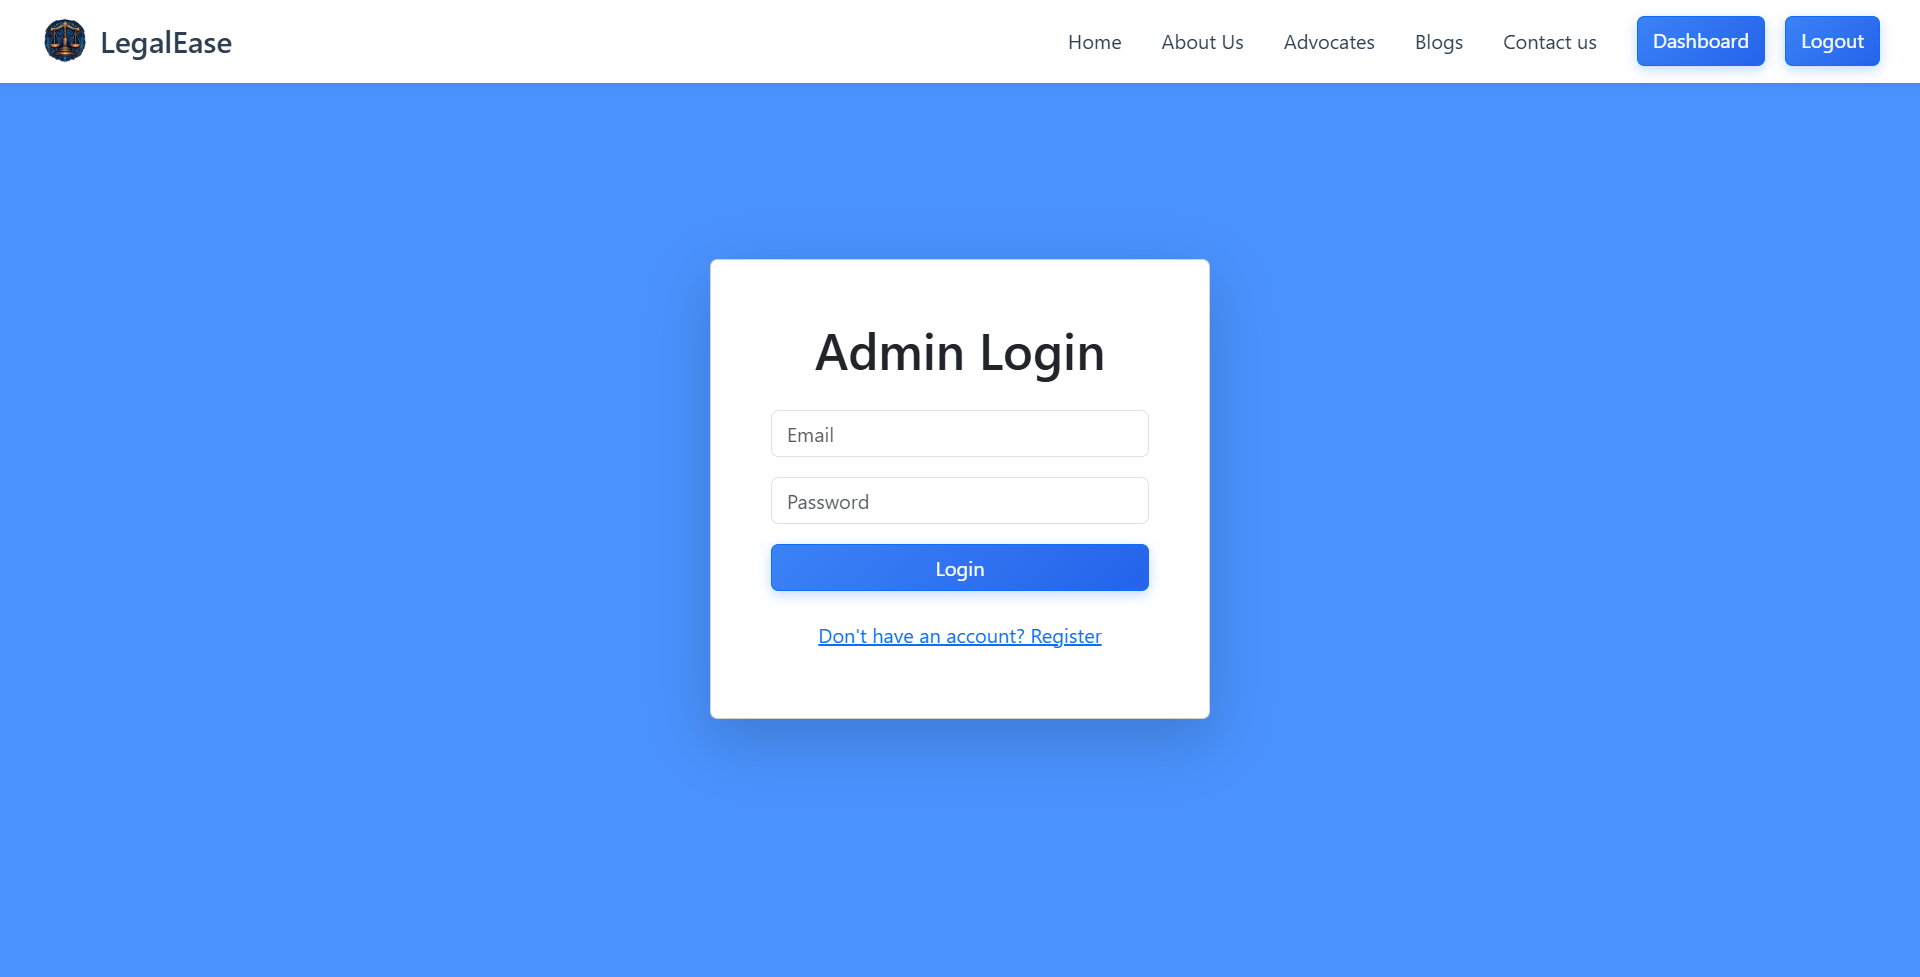 LegalEase
Home
About Us
Advocates
Blogs
Contact us
Dashboard
Logout
Admin Login
Email
Password
Login
Don't have an account? Register